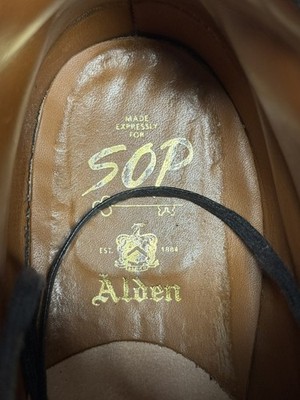 MADE
EXPRESSLY
FOR
SOP
EST. 1884
Alden